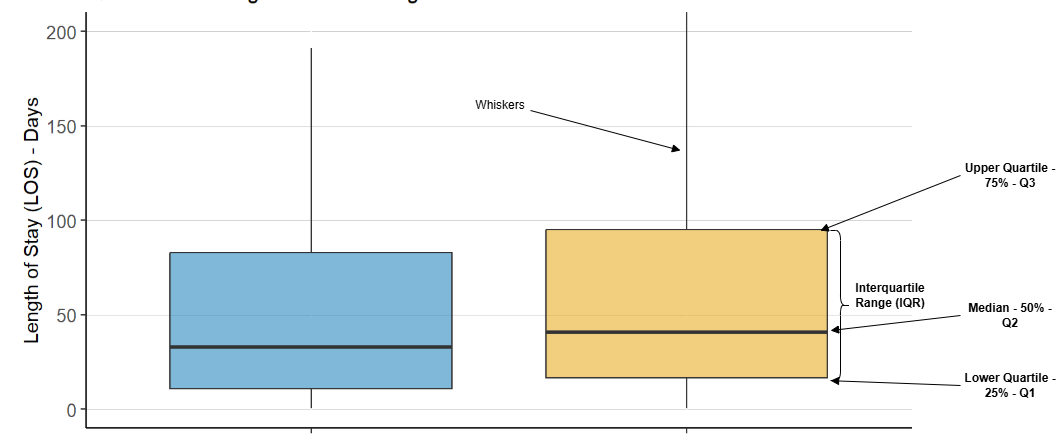 200
150
100
50
0
Length of Stay (LOS) - Days
Whiskers
Upper Quartile -
75% - Q3
Interquartile
Range (IQR)
Median - 50% -
Q2
Lower Quartile -
25% - Q1